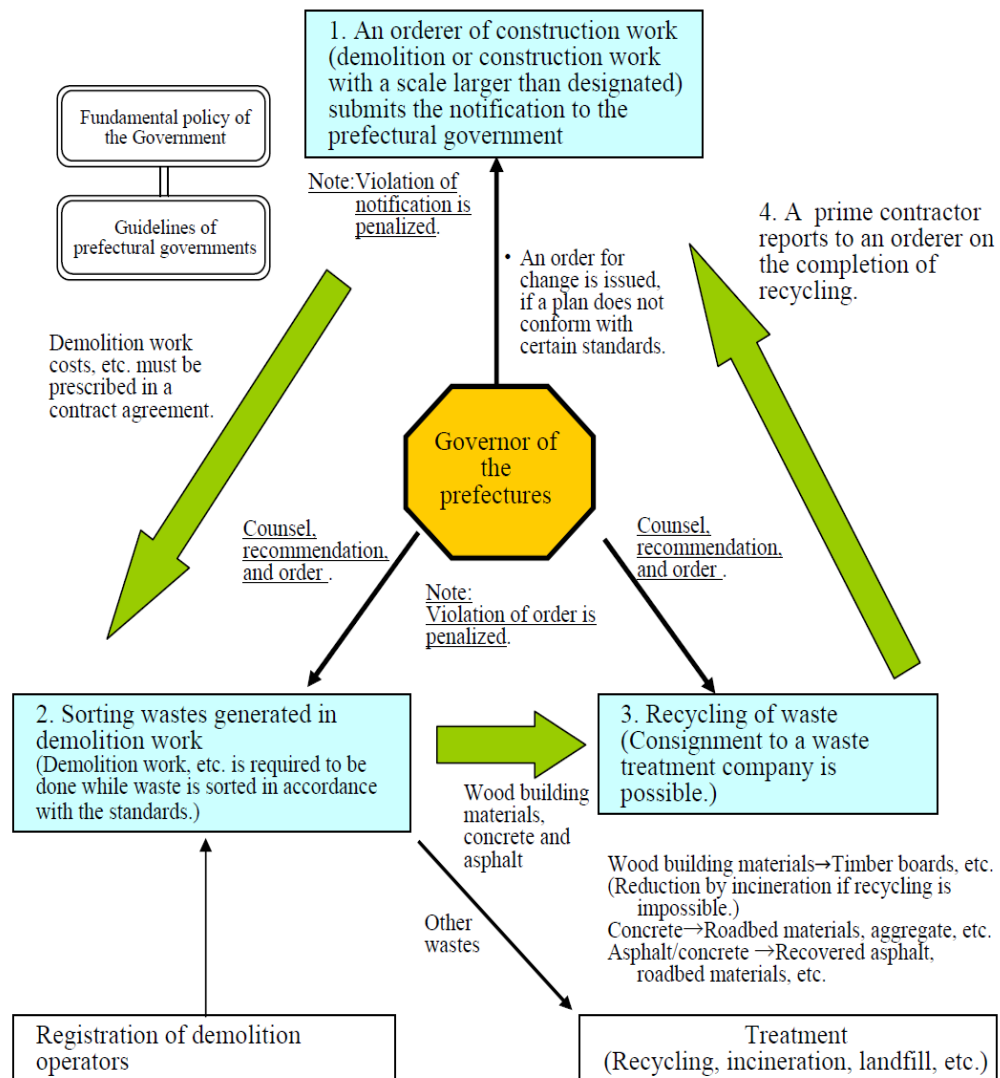 1. An orderer of construction work
(demolition or construction work
with a scale larger than designated)
submits the notification to the
prefectural government
Fundamental policy of
the Government
Guidelines of
prefectural governments
Note:Violation of
notification is
penalized.
• An order for
change is issued,
if a plan does not
conform with
certain standards.
4. A prime contractor
reports to an orderer on
the completion of
recycling.
Demolition work
costs, etc. must be
prescribed in a
contract agreement.
Governor of
the
prefectures
Counsel,
recommendation,
and order .
Note:
Violation of order is
penalized.
Counsel,
recommendation,
and order .
2. Sorting wastes generated in
demolition work
(Demolition work, etc. is required to be
done while waste is sorted in accordance
with the standards.)
Wood building
materials,
concrete and
asphalt
3. Recycling of waste
(Consignment to a waste
treatment company is
possible.)
Wood building materials→Timber boards, etc.
(Reduction by incineration if recycling is
impossible.)
Concrete→Roadbed materials, aggregate, etc.
Asphalt/concrete →Recovered asphalt,
roadbed materials, etc.
Other
wastes
Registration of demolition
operators
Treatment
(Recycling, incineration, landfill, etc.)